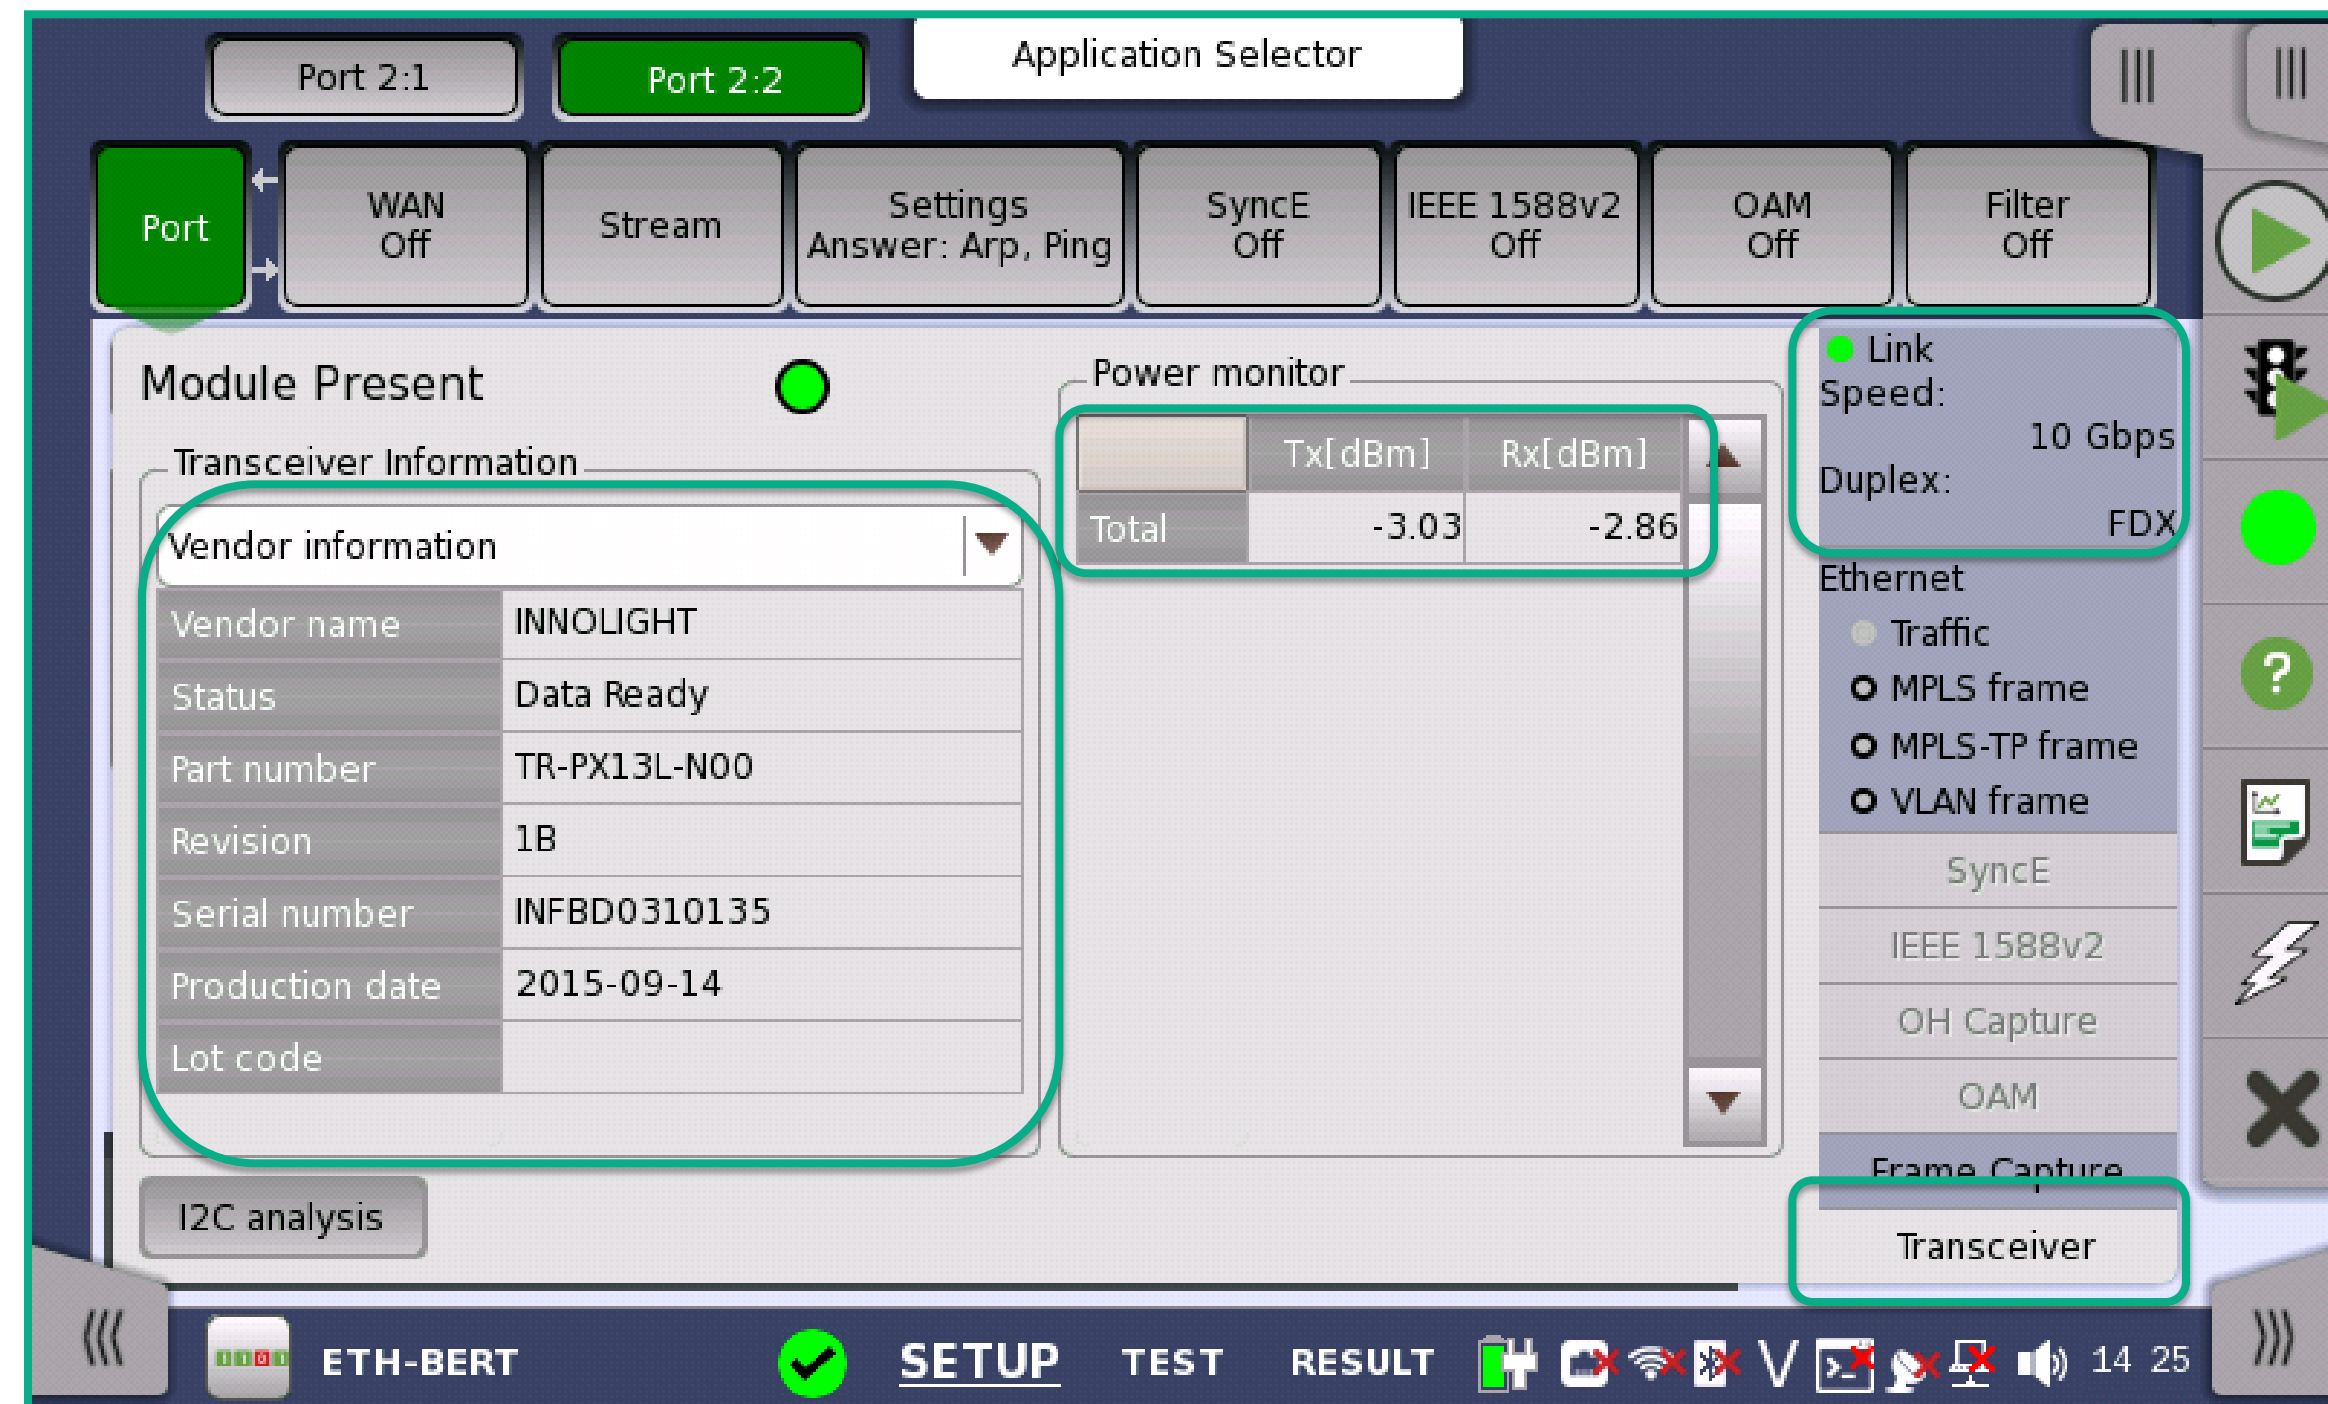 Port 2:1
Port 2:2
Application Selector
Port
WAN
Off
Stream
Settings
Answer: Arp, Ping
SyncE
Off
IEEE 1588v2
Off
OAM
Off
Filter
Off
Module Present
Transceiver Information
Vendor information
Vendor name INNOLIGHT
Status Data Ready
Part number TR-PX13L-N00
Revision 1B
Serial number INFBD0310135
Production date 2015-09-14
Lot code
I2C analysis
Power monitor
Tx[dBm] Rx[dBm]
Total -3.03 -2.86
Link
Speed:
10 Gbps
Duplex:
FDX
Ethernet
Traffic
MPLS frame
MPLS-TP frame
VLAN frame
SyncE
IEEE 1588v2
OH Capture
OAM
Frame Capture
Transceiver
ETH-BERT
SETUP
TEST
RESULT
V
14 25